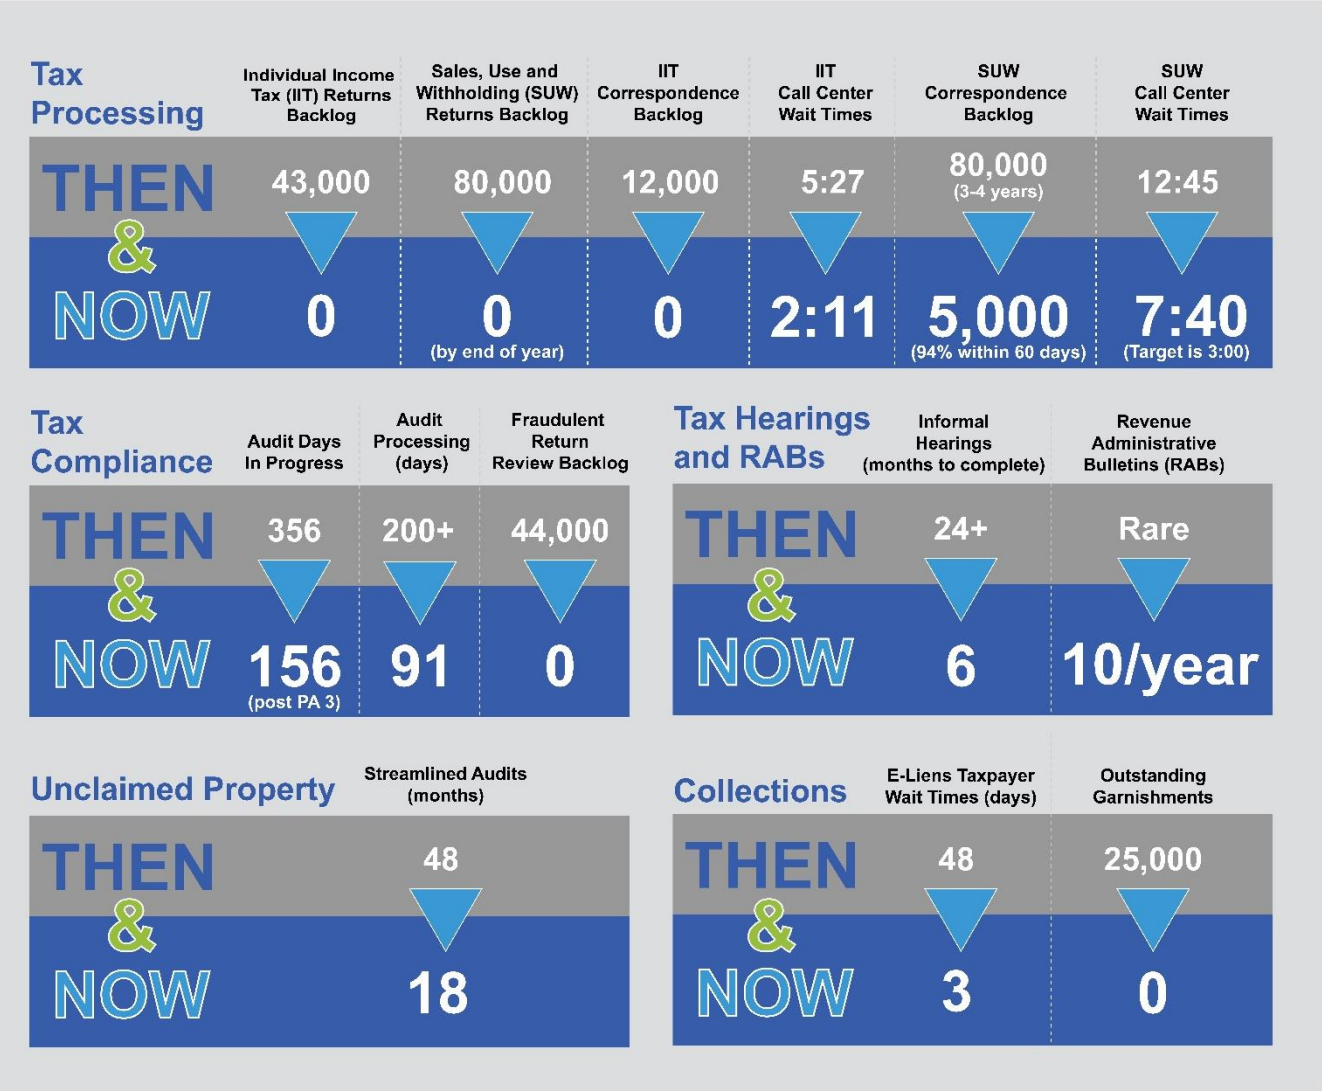 Tax
Processing
Individual Income
Tax (IIT) Returns
Backlog
Sales, Use and
Withholding (SUW)
Returns Backlog
IIT
Correspondence
Backlog
IIT
Call Center
Wait Times
SUW
Correspondence
Backlog
SUW
Call Center
Wait Times
THEN
43,000
80,000
12,000
5:27
80,000
(3-4 years)
12:45
&
NOW
0
0
(by end of year)
0
2:11
5,000
(94% within 60 days)
7:40
(Target is 3:00)
Tax
Compliance
Audit Days
In Progress
Audit
Processing
(days)
Fraudulent
Return
Review Backlog
THEN
356
200+
44,000
&
NOW
156
(post PA 3)
91
0
Tax Hearings
and RABs
Informal
Hearings
(months to complete)
Revenue
Administrative
Bulletins (RABs)
THEN
24+
Rare
&
NOW
6
10/year
Unclaimed Property
Streamlined Audits
(months)
THEN
48
&
NOW
18
Collections
E-Liens Taxpayer
Wait Times (days)
Outstanding
Garnishments
THEN
48
25,000
&
NOW
3
0